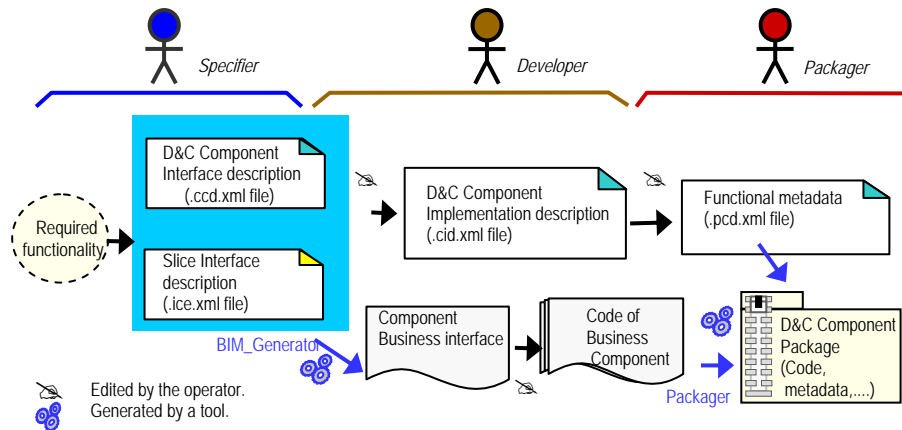 Specifier
Developer
Packager
D&C Component
Interface description
(.ccd.xml file)
D&C Component
Implementation description
(.cid.xml file)
Functional metadata
(.pcd.xml file)
Required
functionality
Slice Interface
description
(.ice.xml file)
BIM_Generator
Component
Business interface
Code of
Business
Component
Packager
D&C Component
Package
(Code,
metadata,....)
Edited by the operator.
Generated by a tool.